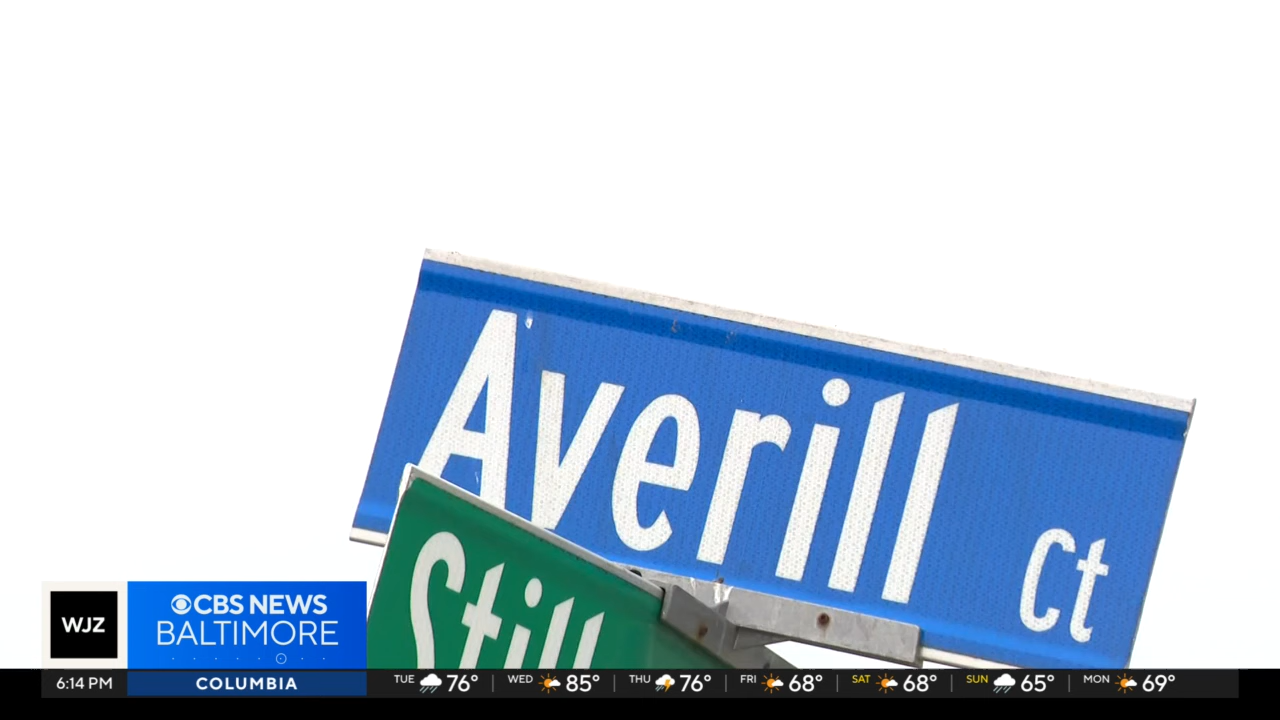 Averill Ct
Still
WJZ
CBS NEWS
BALTIMORE
6:14 PM
COLUMBIA
TUE 76° WED 85° THU 76° FRI 68° SAT 68° SUN 65° MON 69°